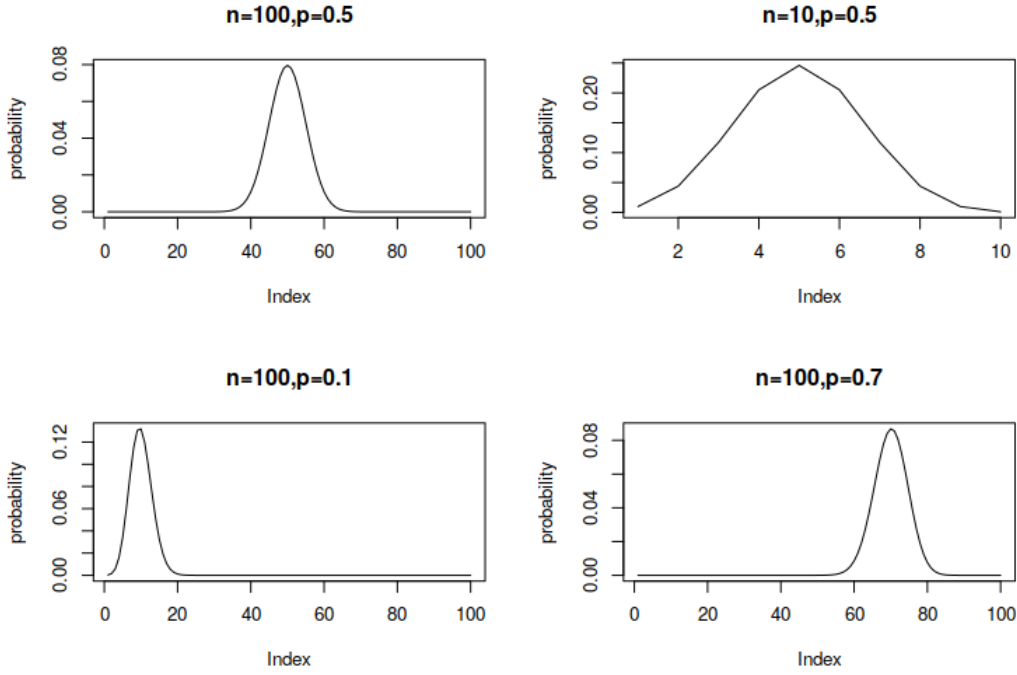 n=100,p=0.5
probability
0.00
0.04
0.08
0 20 40 60 80 100
Index
n=10,p=0.5
probability
0.00
0.10
0.20
2 4 6 8 10
Index
n=100,p=0.1
probability
0.00
0.06
0.12
0 20 40 60 80 100
Index
n=100,p=0.7
probability
0.00
0.04
0.08
0 20 40 60 80 100
Index